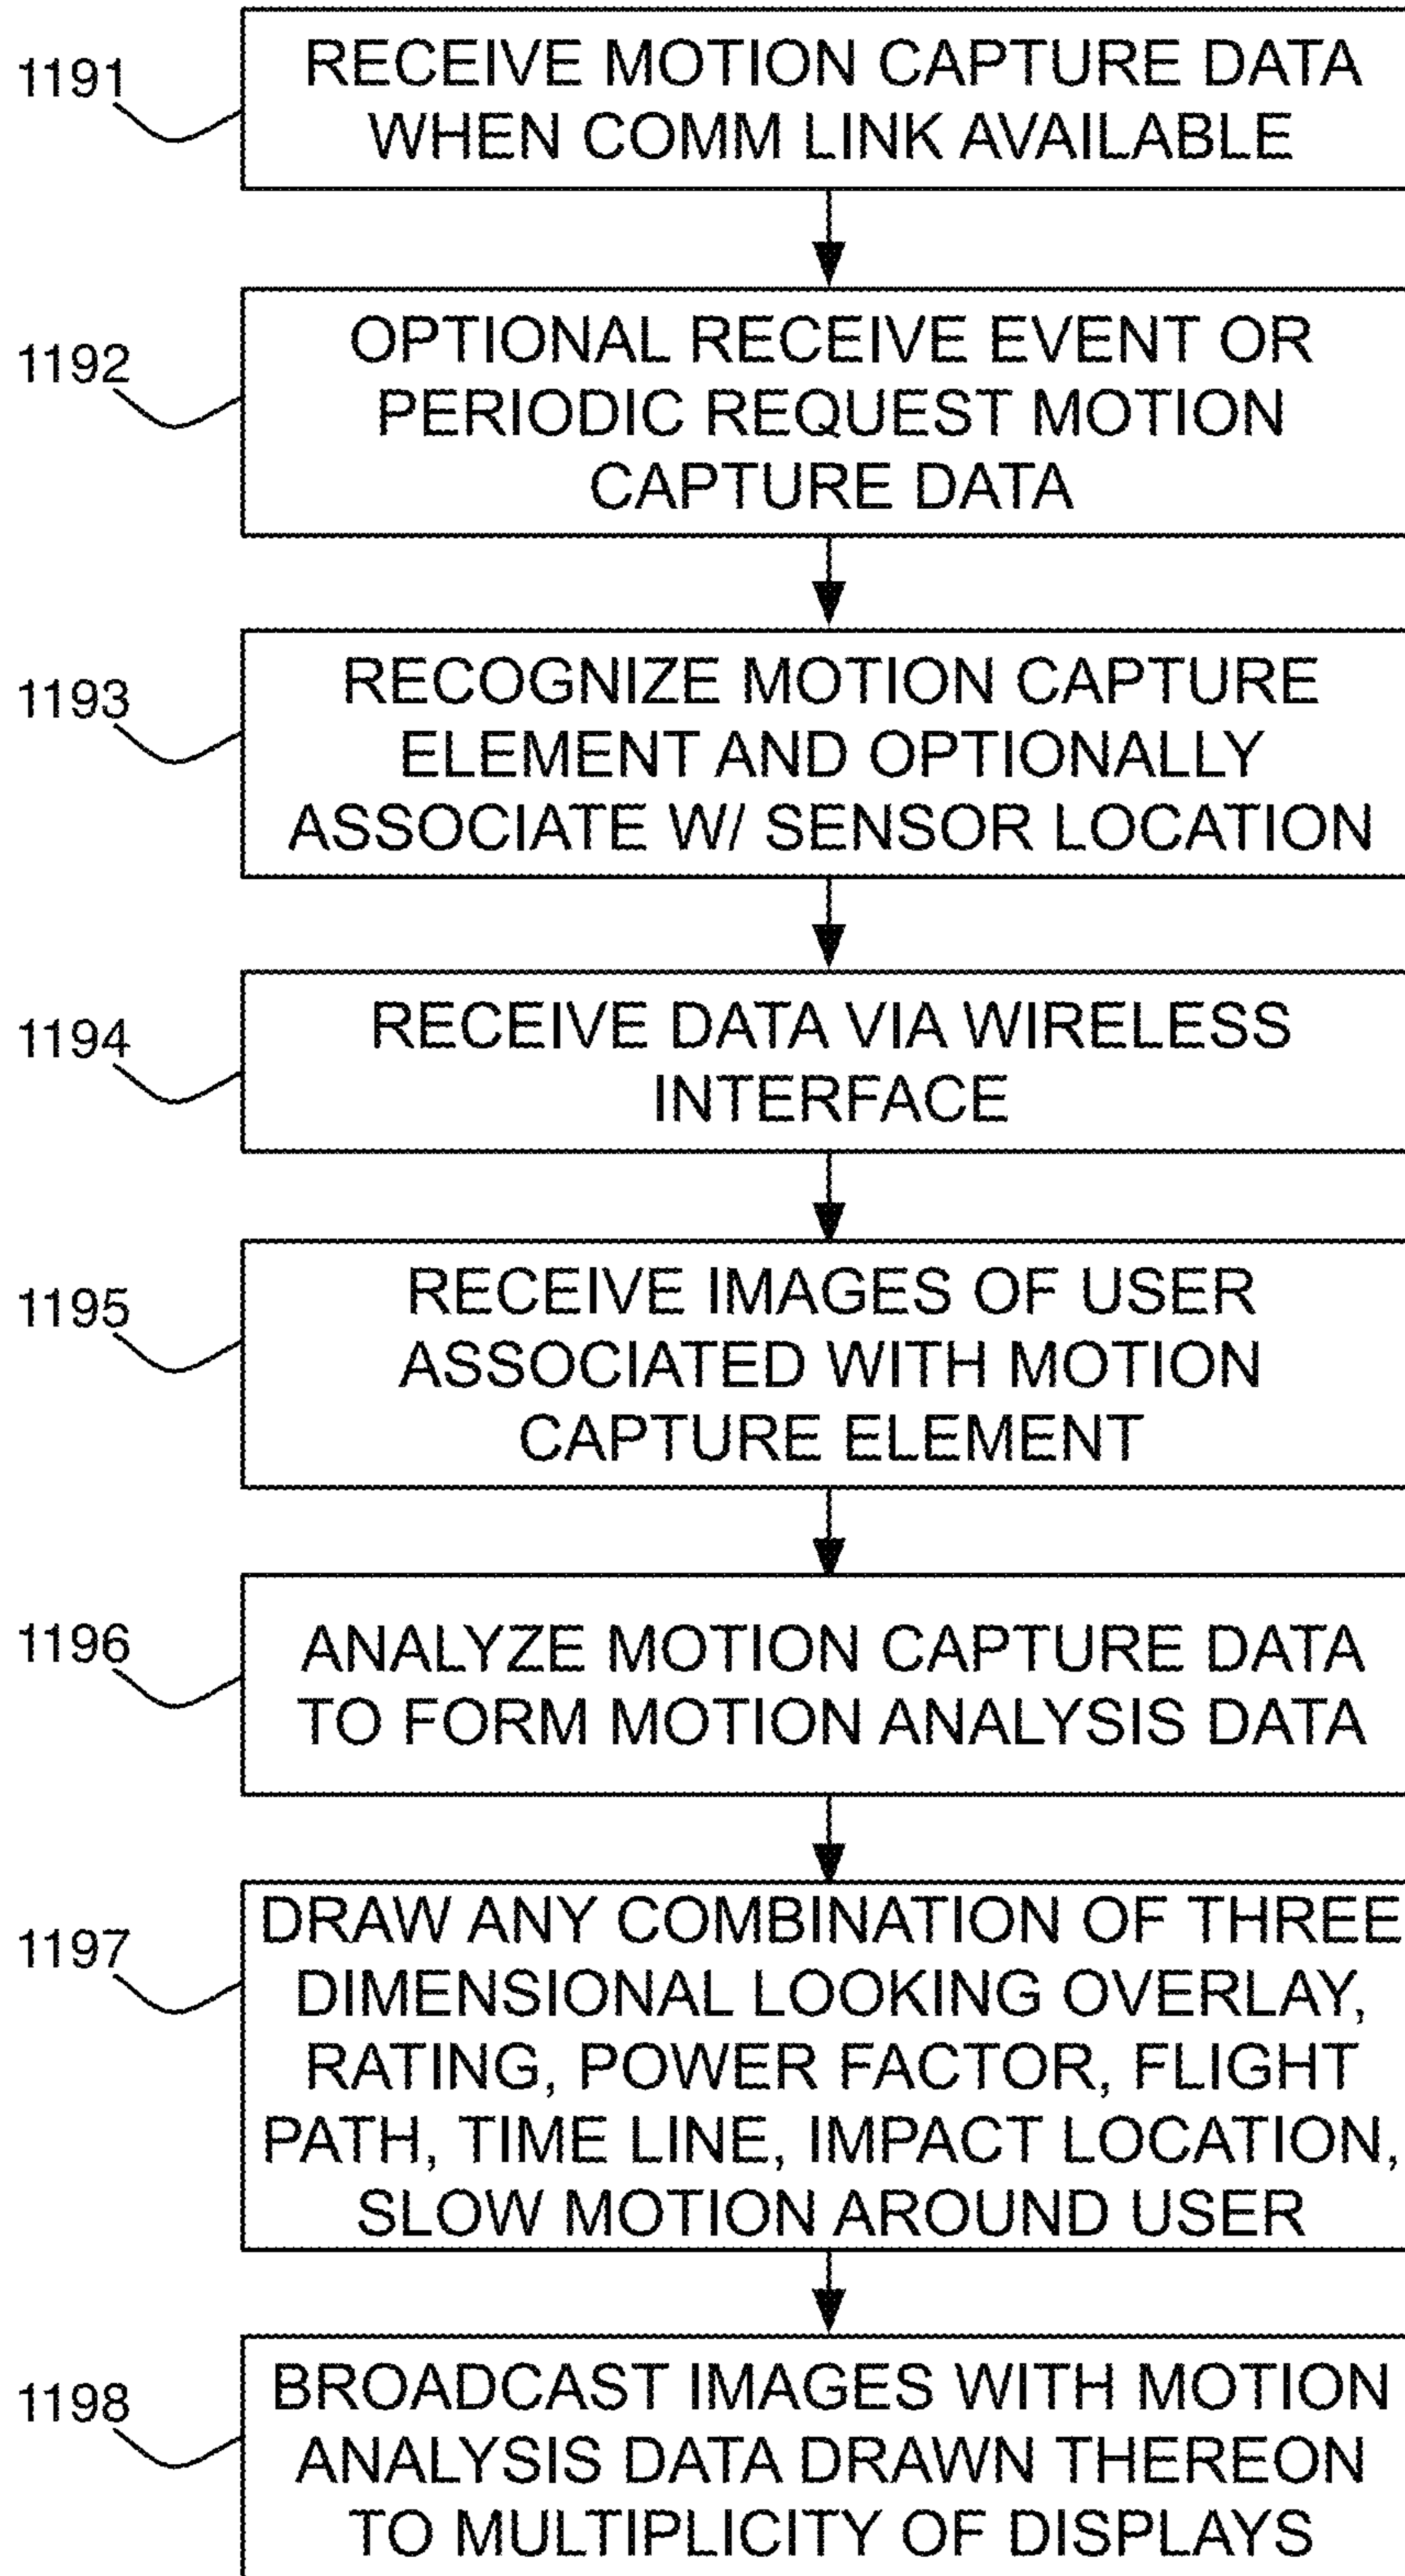 1191
RECEIVE MOTION CAPTURE DATA
WHEN COMM LINK AVAILABLE
1192
OPTIONAL RECEIVE EVENT OR
PERIODIC REQUEST MOTION
CAPTURE DATA
1193
RECOGNIZE MOTION CAPTURE
ELEMENT AND OPTIONALLY
ASSOCIATE W/ SENSOR LOCATION
1194
RECEIVE DATA VIA WIRELESS
INTERFACE
1195
RECEIVE IMAGES OF USER
ASSOCIATED WITH MOTION
CAPTURE ELEMENT
1196
ANALYZE MOTION CAPTURE DATA
TO FORM MOTION ANALYSIS DATA
1197
DRAW ANY COMBINATION OF THREE
DIMENSIONAL LOOKING OVERLAY,
RATING, POWER FACTOR, FLIGHT
PATH, TIME LINE, IMPACT LOCATION,
SLOW MOTION AROUND USER
1198
BROADCAST IMAGES WITH MOTION
ANALYSIS DATA DRAWN THEREON
TO MULTIPLICITY OF DISPLAYS